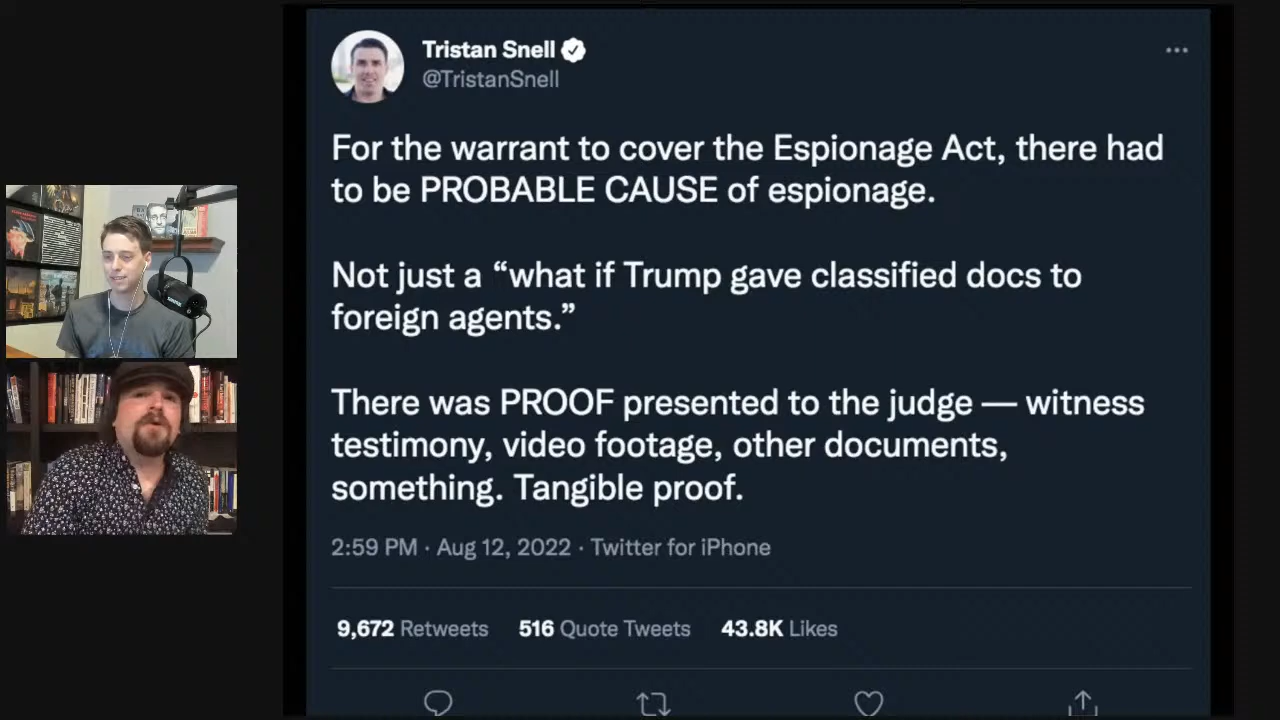 Tristan Snell
@TristanSnell
For the warrant to cover the Espionage Act, there had
to be PROBABLE CAUSE of espionage.
Not just a “what if Trump gave classified docs to
foreign agents.”
There was PROOF presented to the judge — witness
testimony, video footage, other documents,
something. Tangible proof.
2:59 PM · Aug 12, 2022 · Twitter for iPhone
9,672 Retweets 516 Quote Tweets 43.8K Likes